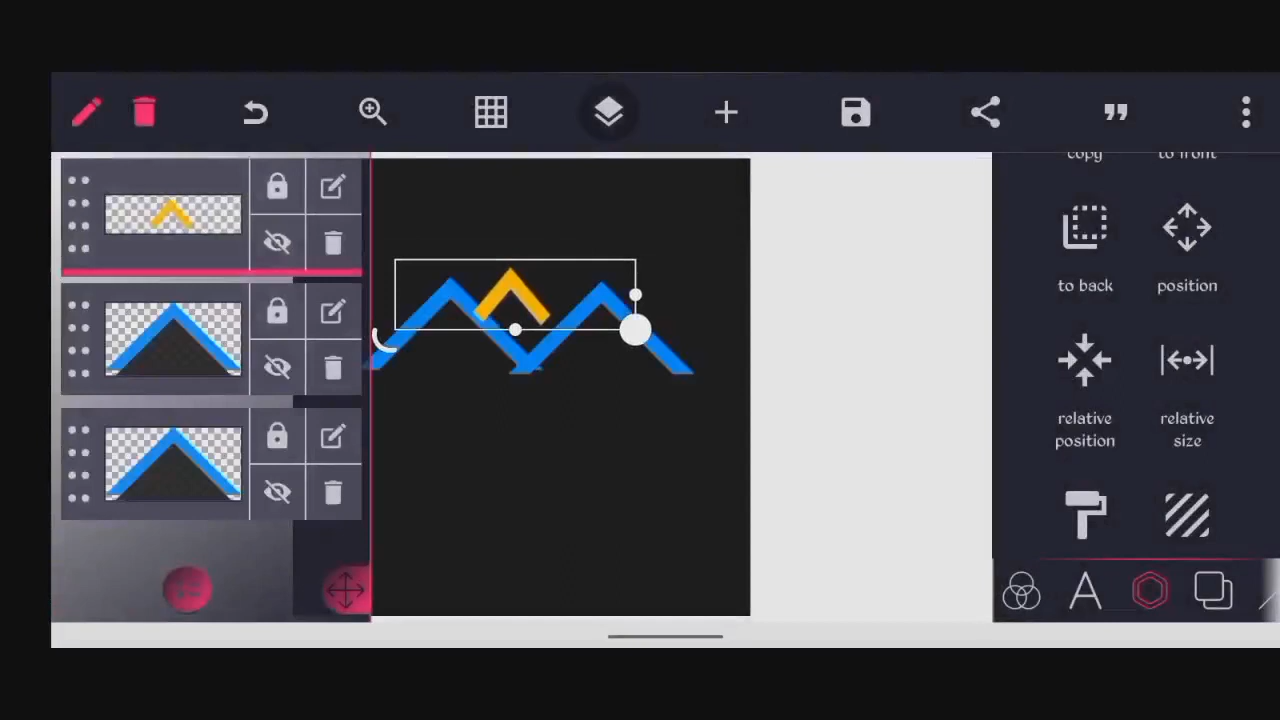 copy
to front
to back
position
relative
position
relative
size